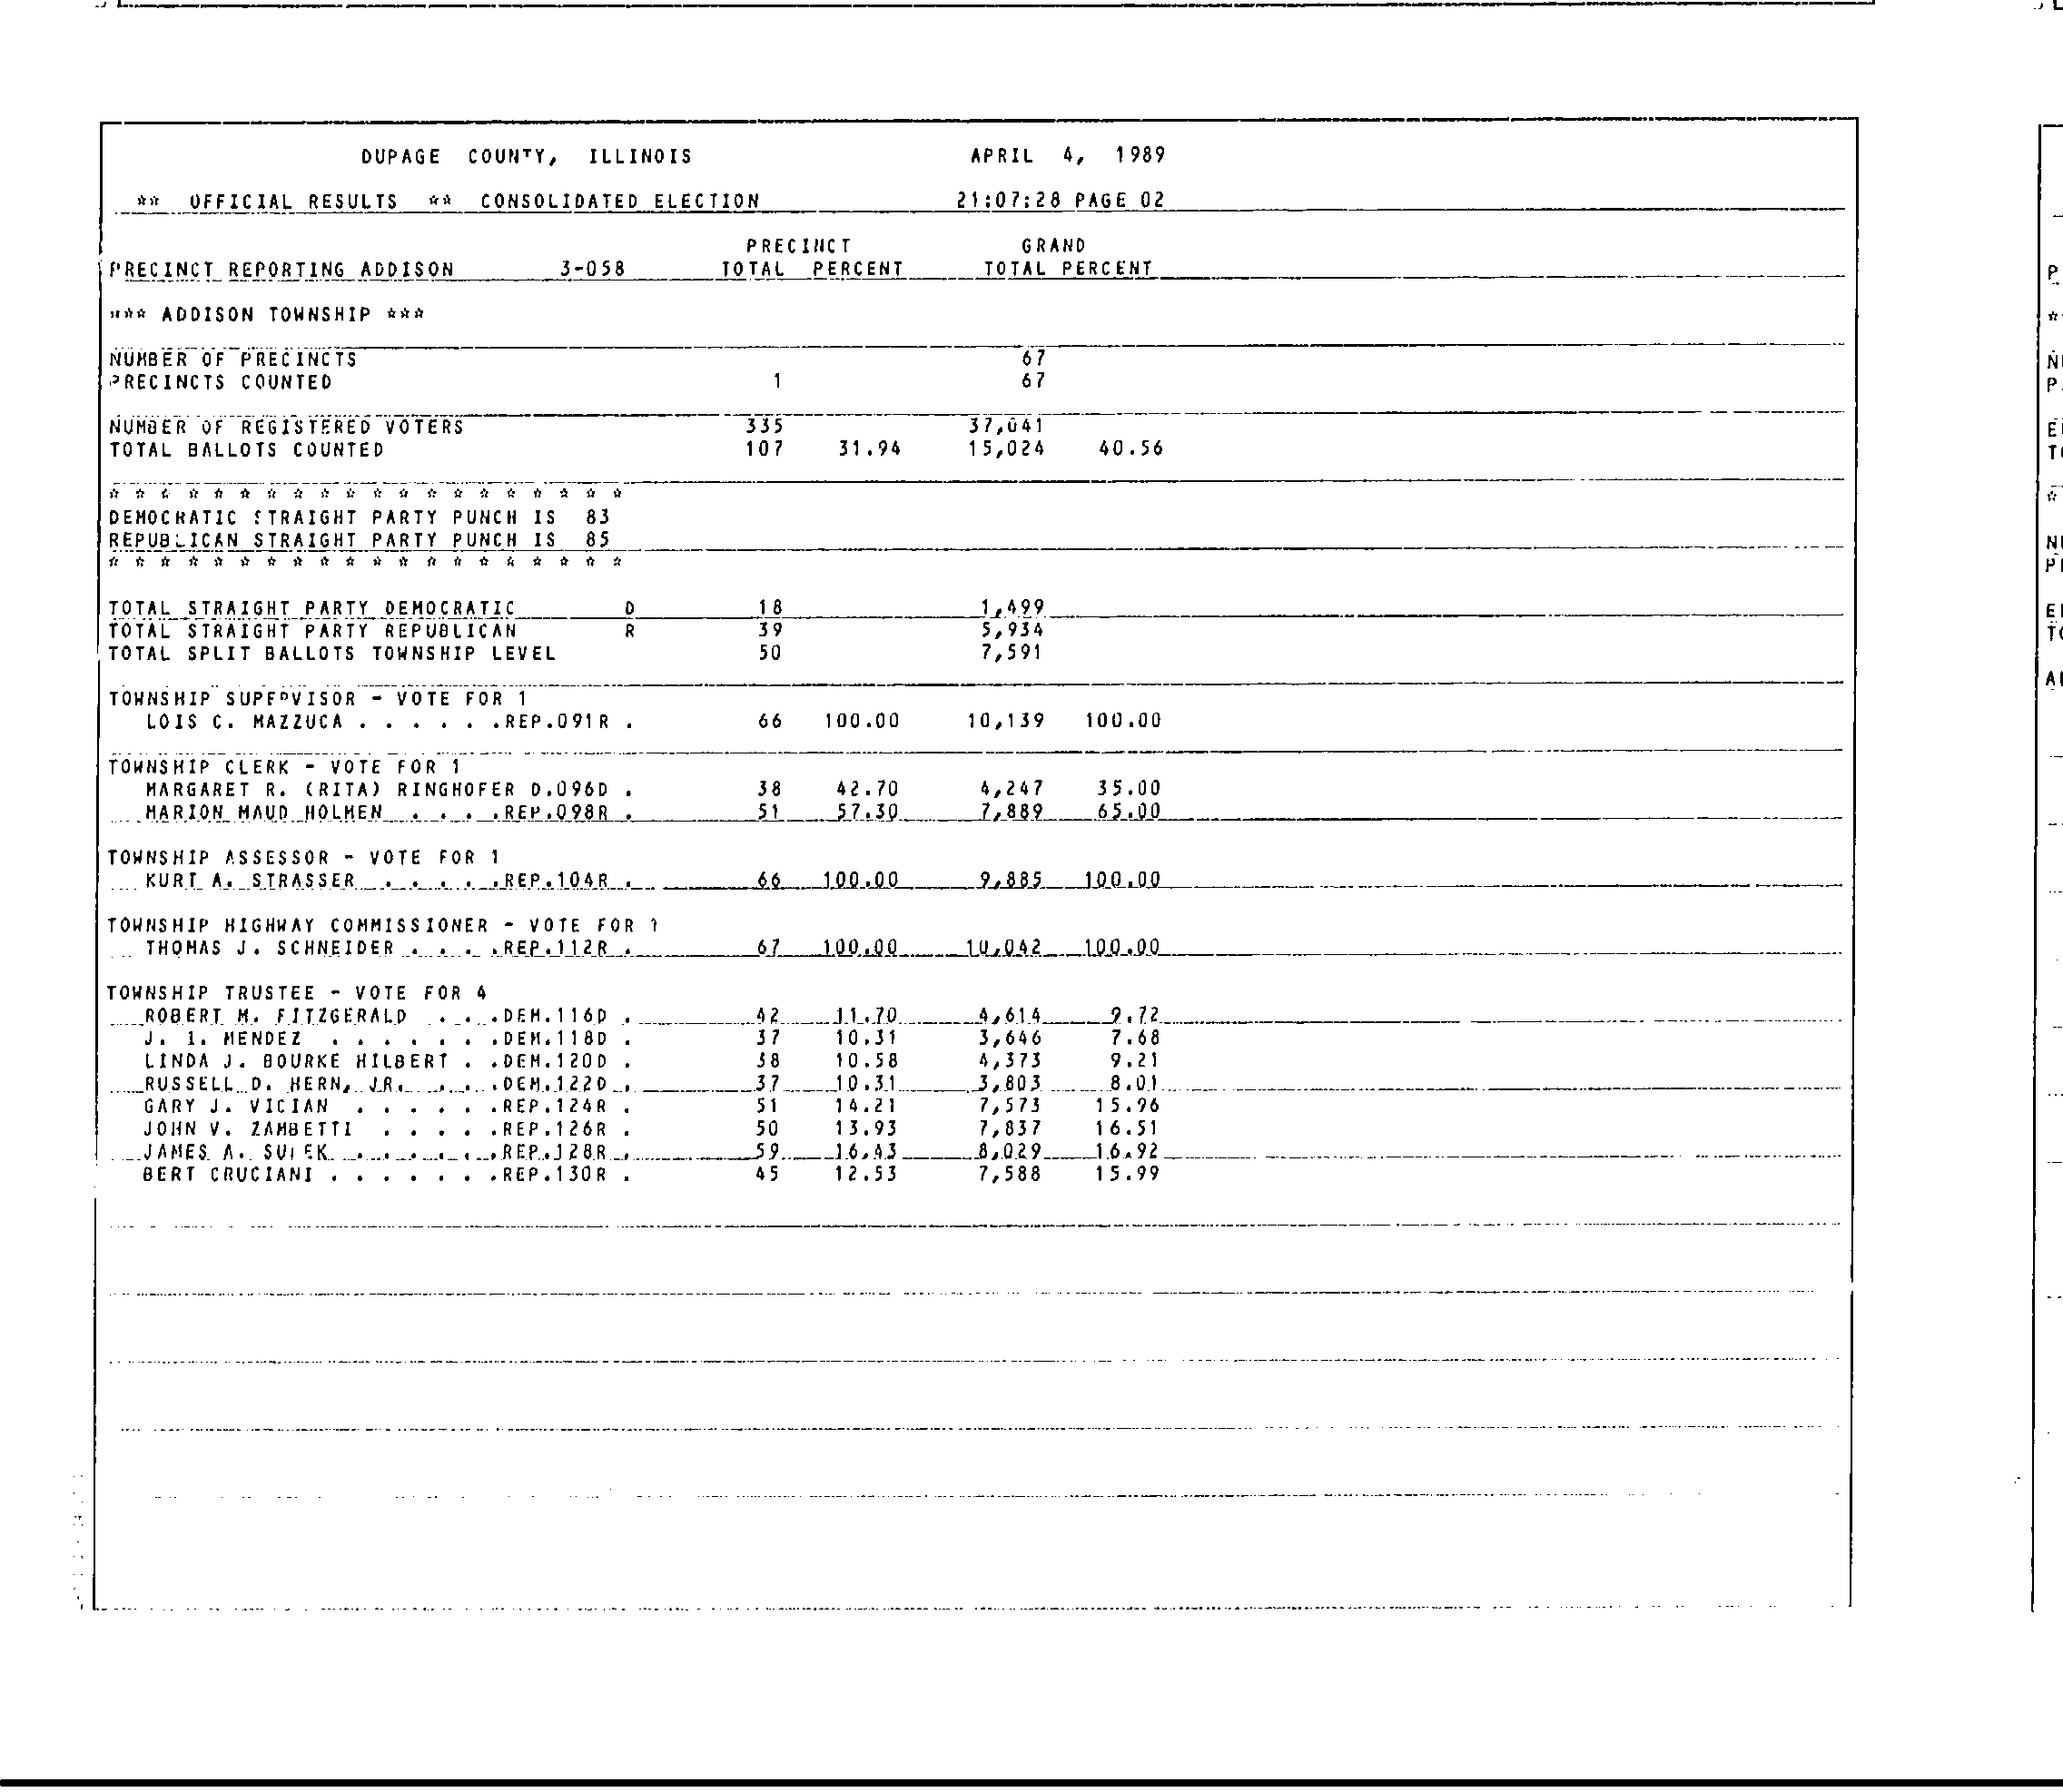 DUPAGE COUNTY, ILLINOIS APRIL 4, 1989
** OFFICIAL RESULTS ** CONSOLIDATED ELECTION 21:07:28 PAGE 02
PRECINCT GRAND
PRECINCT REPORTING ADDISON 3-058 TOTAL PERCENT TOTAL PERCENT
*** ADDISON TOWNSHIP ***
NUMBER OF PRECINCTS 67
PRECINCTS COUNTED 1 67
NUMBER OF REGISTERED VOTERS 335 37,041
TOTAL BALLOTS COUNTED 107 31.94 15,024 40.56
* * * * * * * * * * * * * * * * * * * *
DEMOCRATIC STRAIGHT PARTY PUNCH IS 83
REPUBLICAN STRAIGHT PARTY PUNCH IS 85
* * * * * * * * * * * * * * * * * * * *
TOTAL STRAIGHT PARTY DEMOCRATIC D 18 1,499
TOTAL STRAIGHT PARTY REPUBLICAN R 39 5,934
TOTAL SPLIT BALLOTS TOWNSHIP LEVEL 50 7,591
TOWNSHIP SUPERVISOR - VOTE FOR 1
LOIS C. MAZZUCA . . . . . .REP.091R . 66 100.00 10,139 100.00
TOWNSHIP CLERK - VOTE FOR 1
MARGARET R. (RITA) RINGHOFER D.096D . 38 42.70 4,247 35.00
MARION MAUD HOLMEN . . . .REP.098R . 51 57.30 7,889 65.00
TOWNSHIP ASSESSOR - VOTE FOR 1
KURT A. STRASSER . . . . .REP.104R . 66 100.00 9,885 100.00
TOWNSHIP HIGHWAY COMMISSIONER - VOTE FOR 1
THOMAS J. SCHNEIDER . . . .REP.112R . 67 100.00 10,042 100.00
TOWNSHIP TRUSTEE - VOTE FOR 4
ROBERT M. FITZGERALD . . .DEM.116D . 42 11.70 4,614 9.72
J. I. MENDEZ . . . . . . .DEM.118D . 37 10.31 3,646 7.68
LINDA J. BOURKE HILBERT . .DEM.120D . 38 10.58 4,373 9.21
RUSSELL D. HERN, JR. . . . .DEM.122D . 37 10.31 3,803 8.01
GARY J. VICIAN . . . . . .REP.124R . 51 14.21 7,573 15.96
JOHN V. ZAMBETTI . . . . .REP.126R . 50 13.93 7,837 16.51
JAMES A. . . . . . . .REP.128R . 59 16.43 8,029 16.92
BERT CRUCIANI . . . . . . .REP.130R . 45 12.53 7,588 15.99